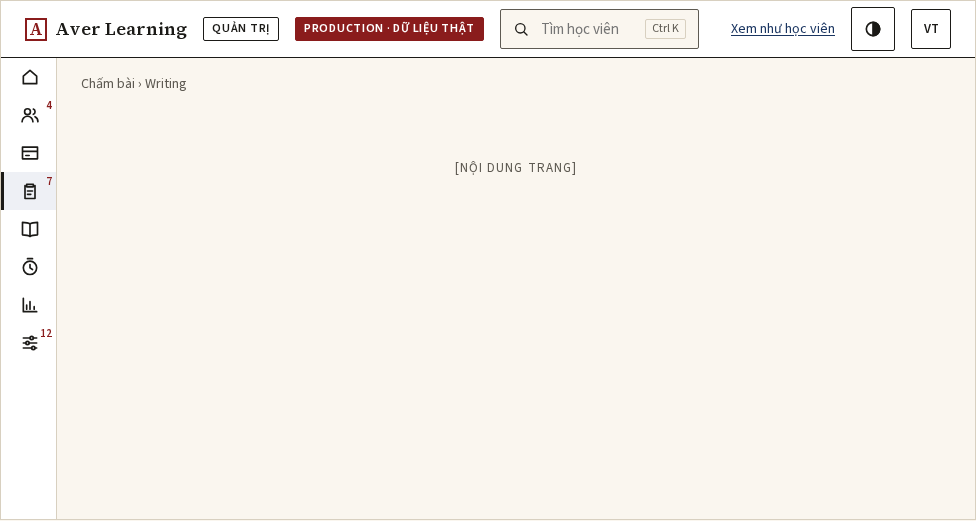 A Aver Learning QUẢN TRỊ PRODUCTION · DỮ LIỆU THẬT Tìm học viên Ctrl K Xem như học viên VT
Chấm bài › Writing
4
[NỘI DUNG TRANG]
7
12